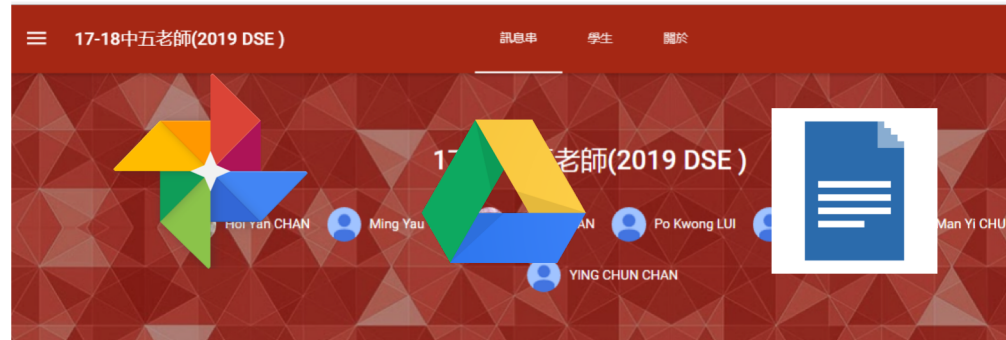 17-18中五老師(2019 DSE )
訊息串 學生 關於
老師(2019 DSE )
Hoi Yan CHAN Ming Yau AN Po Kwong LUI Man Yi CHU
YING CHUN CHAN